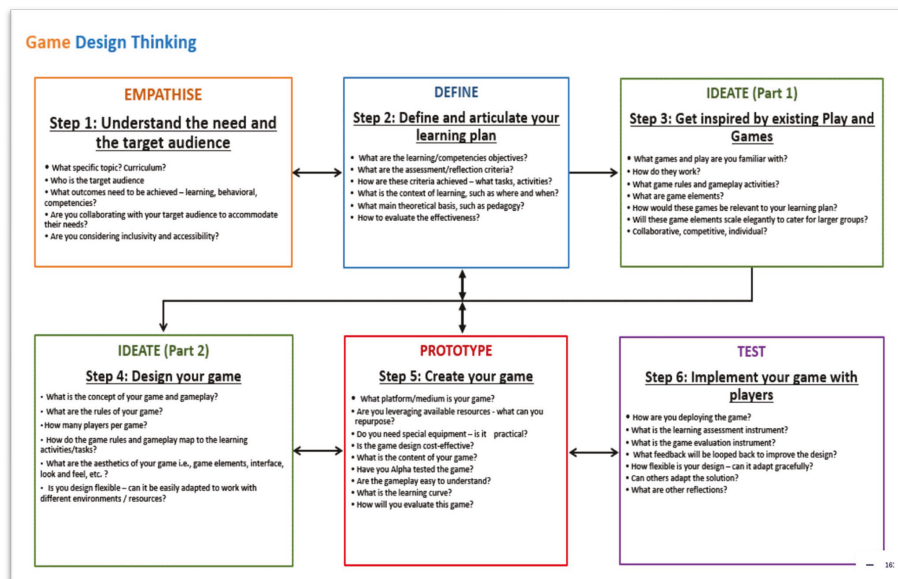 Game Design Thinking
EMPATHISE
Step 1: Understand the need and
the target audience
• What specific topic? Curriculum?
• Who is the target audience
• What outcomes need to be achieved – learning, behavioral,
competencies?
• Are you collaborating with your target audience to accommodate
their needs?
• Are you considering inclusivity and accessibility?
DEFINE
Step 2: Define and articulate your
learning plan
• What are the learning/competencies objectives?
• What are the assessment/reflection criteria?
• How are these criteria achieved – what tasks, activities?
• What is the context of learning, such as where and when?
• What main theoretical basis, such as pedagogy?
• How to evaluate the effectiveness?
IDEATE (Part 1)
Step 3: Get inspired by existing Play and
Games
• What games and play are you familiar with?
• How do they work?
• What game rules and gameplay activities?
• What are game elements?
• How would these games be relevant to your learning plan?
• Will these game elements scale elegantly to cater for larger groups?
• Collaborative, competitive, individual?
IDEATE (Part 2)
Step 4: Design your game
• What is the concept of your game and gameplay?
• What are the rules of your game?
• How many players per game?
• How do the game rules and gameplay map to the learning
activities/tasks?
• What are the aesthetics of your game i.e., game elements, interface,
look and feel, etc. ?
• Is you design flexible – can it be easily adapted to work with
different environments / resources?
PROTOTYPE
Step 5: Create your game
• What platform/medium is your game?
• Are you leveraging available resources - what can you
repurpose?
• Do you need special equipment – is it practical?
• Is the game design cost-effective?
• What is the content of your game?
• Have you Alpha tested the game?
• Are the gameplay easy to understand?
• What is the learning curve?
• How will you evaluate this game?
TEST
Step 6: Implement your game with
players
• How are you deploying the game?
• What is the learning assessment instrument?
• What is the game evaluation instrument?
• What feedback will be looped back to improve the design?
• How flexible is your design – can it adapt gracefully?
• Can others adapt the solution?
• What are other reflections?